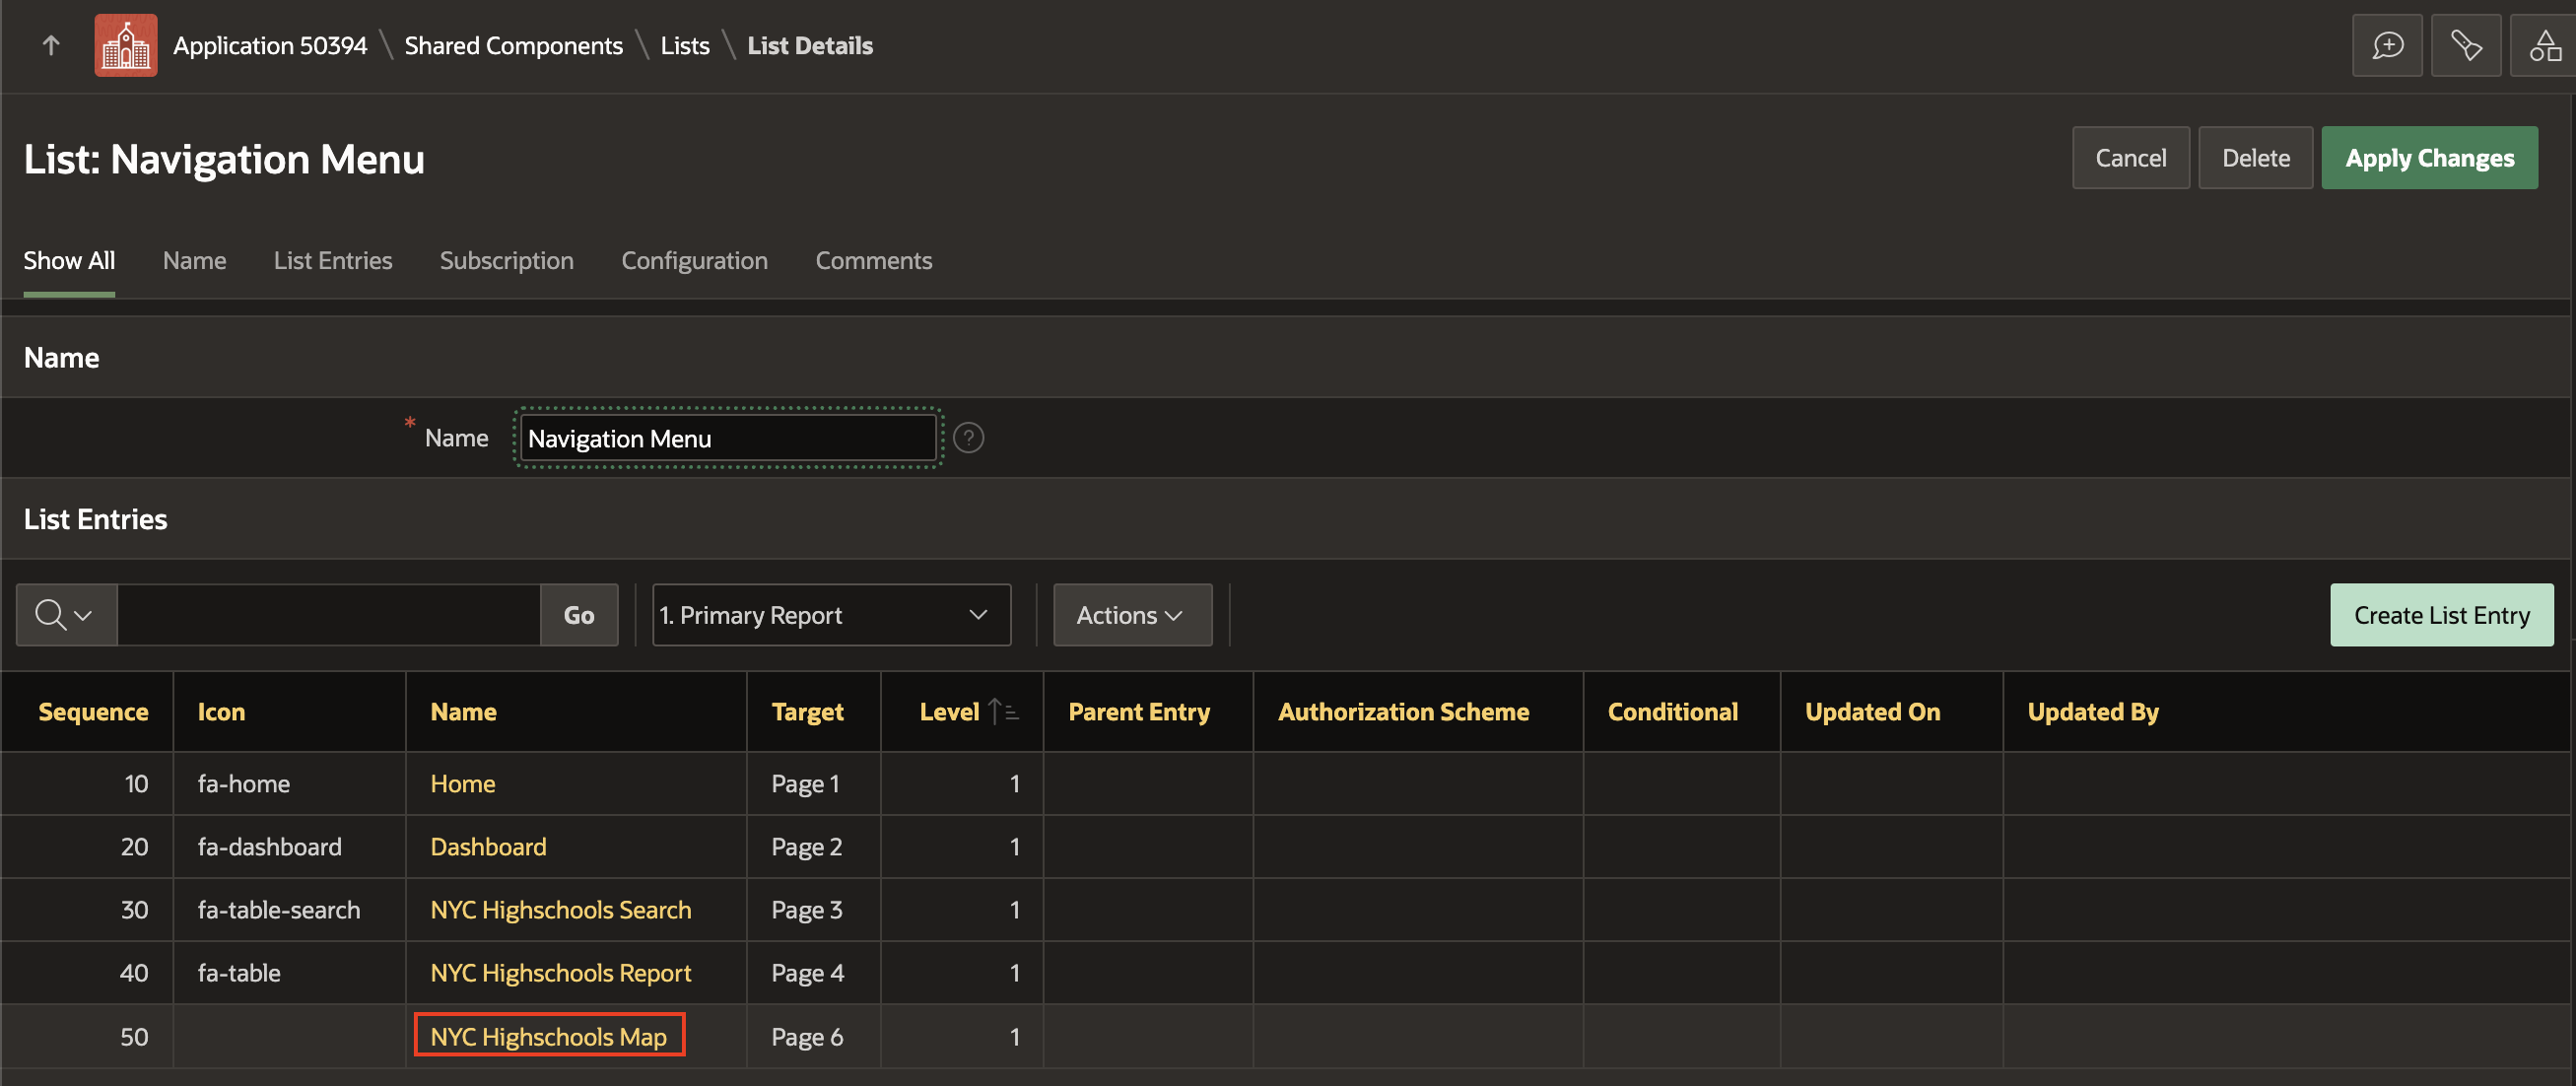 Application 50394 \ Shared Components \ Lists \ List Details
List: Navigation Menu
Cancel Delete Apply Changes
Show All Name List Entries Subscription Configuration Comments
Name
* Name Navigation Menu ?
List Entries
Go 1. Primary Report Actions Create List Entry
Sequence Icon Name Target Level Parent Entry Authorization Scheme Conditional Updated On Updated By
10 fa-home Home Page 1 1
20 fa-dashboard Dashboard Page 2 1
30 fa-table-search NYC Highschools Search Page 3 1
40 fa-table NYC Highschools Report Page 4 1
50 NYC Highschools Map Page 6 1